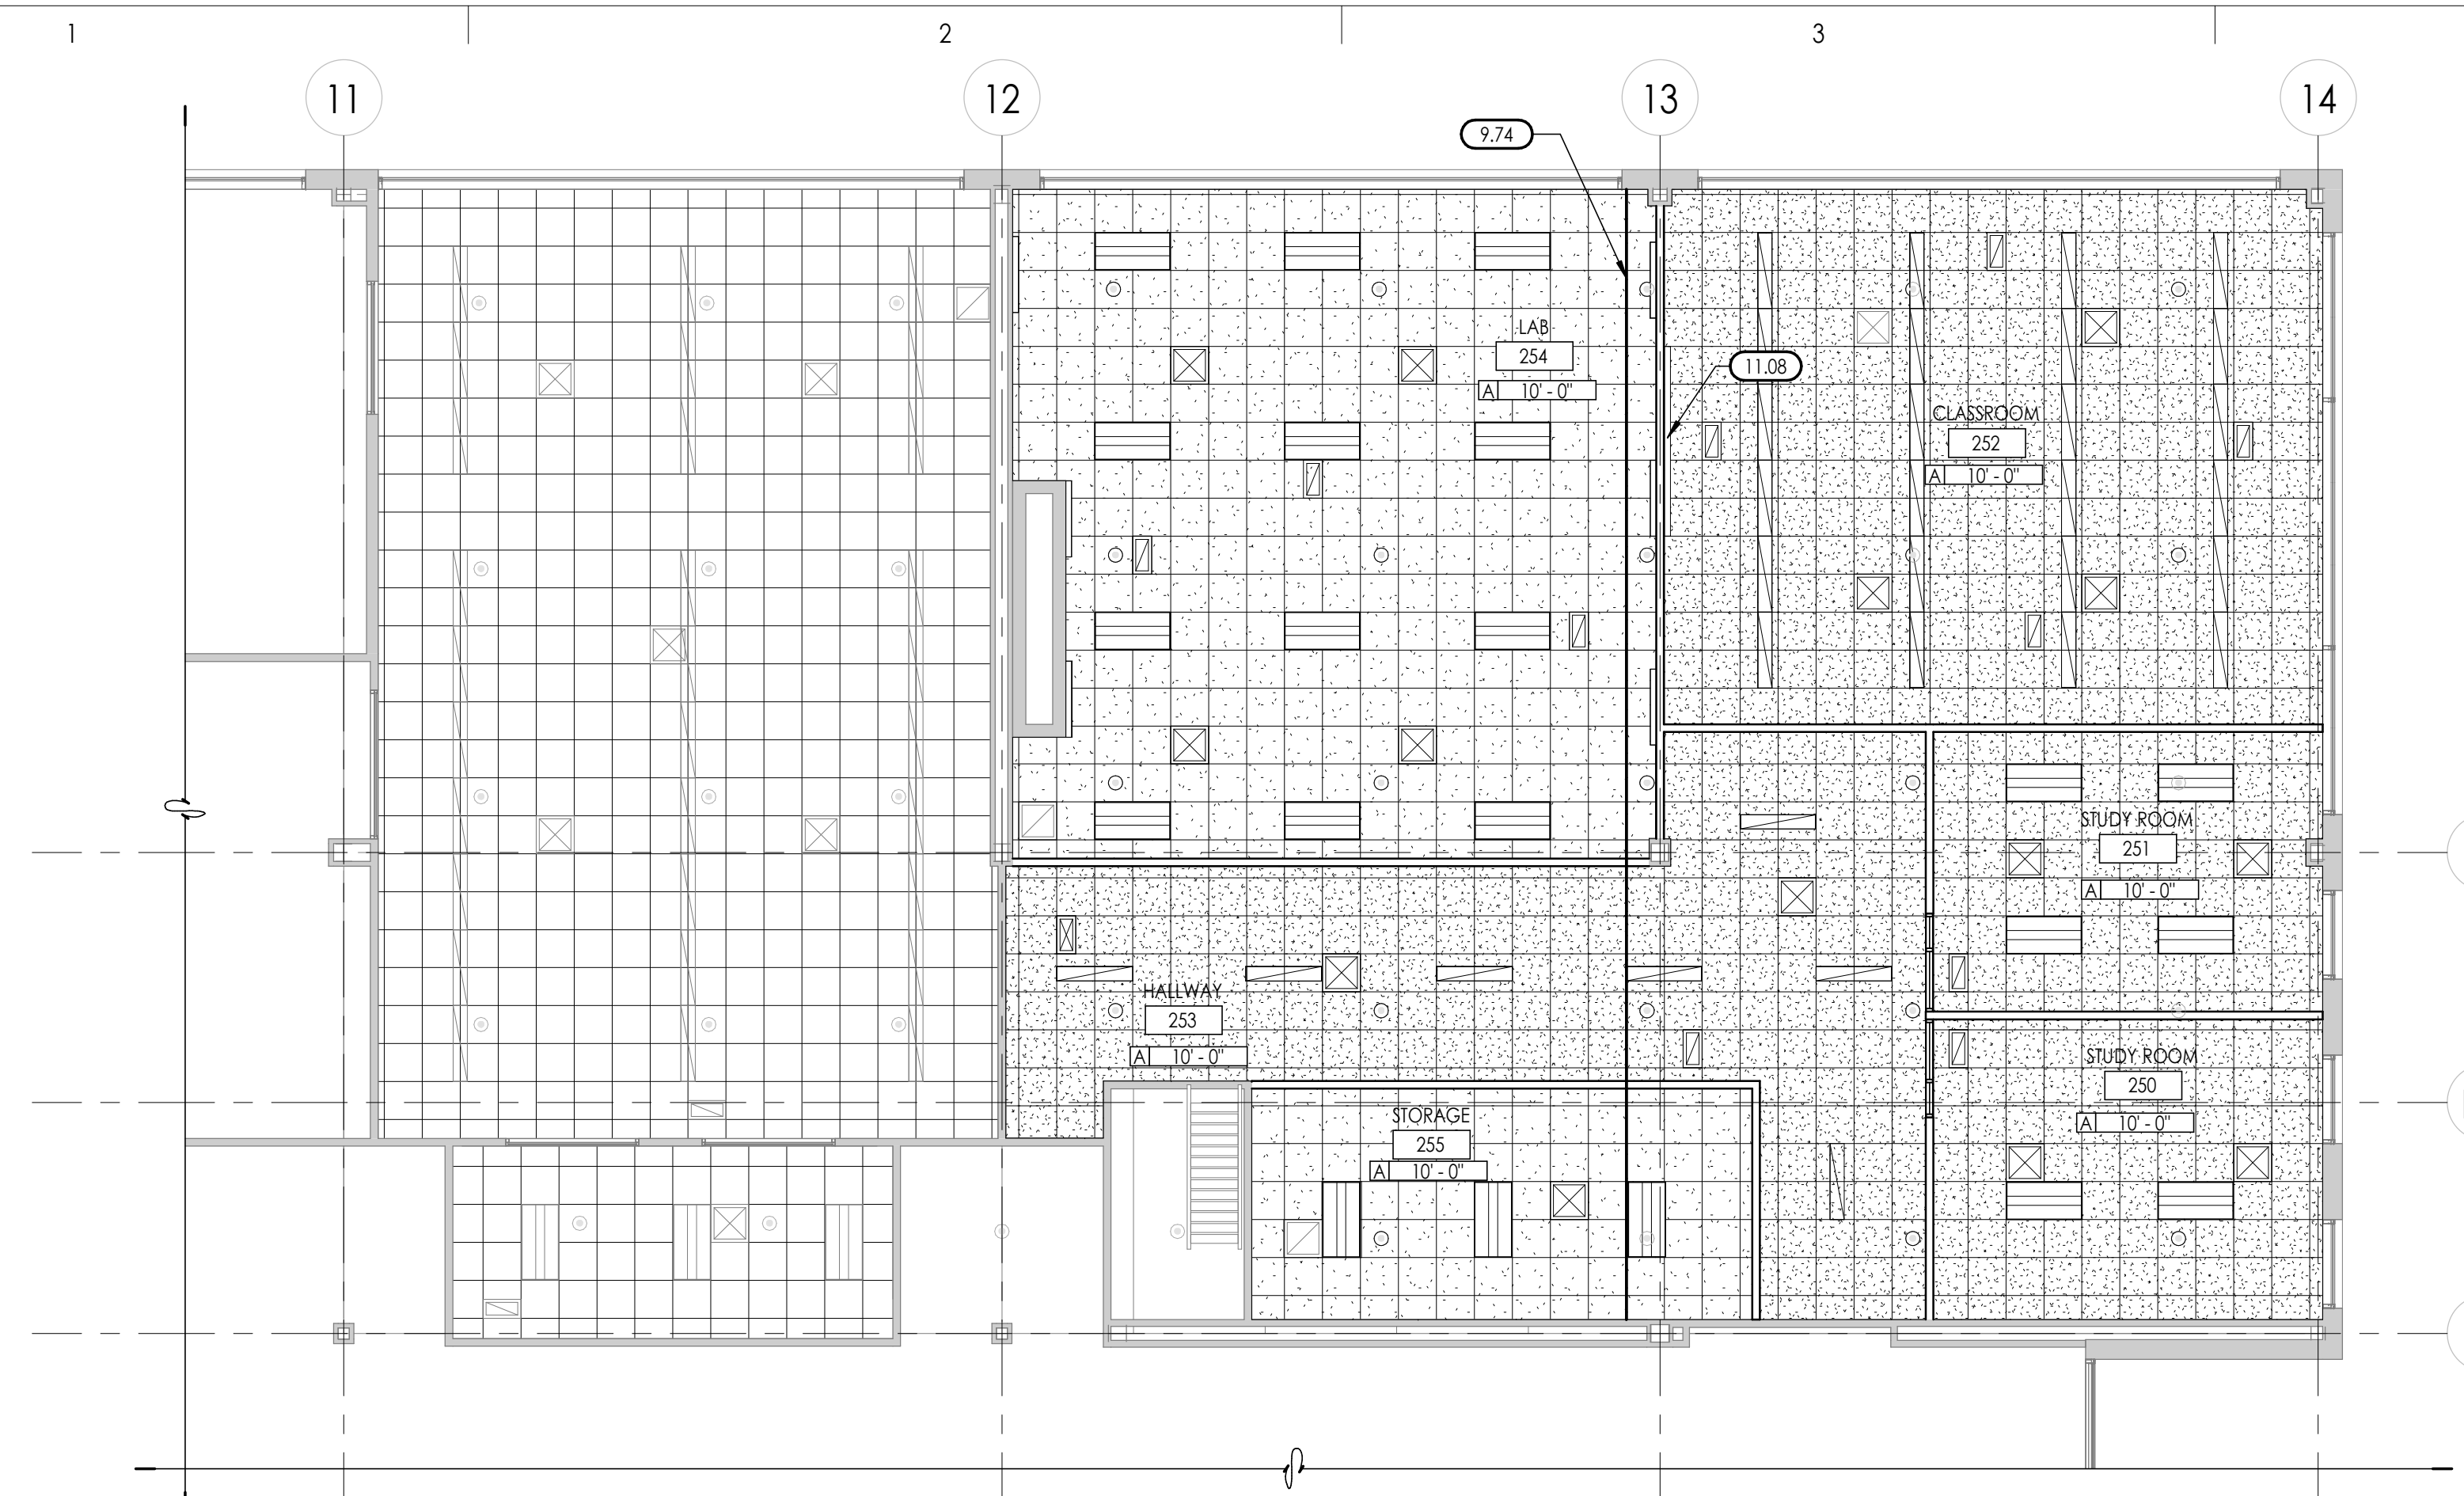 1 2 3
11 12 13 14
9.74
LAB
254
A 10' - 0"
11.08
CLASSROOM
252
A 10' - 0"
STUDY ROOM
251
A 10' - 0"
HALLWAY
253
A 10' - 0"
STUDY ROOM
250
A 10' - 0"
STORAGE
255
A 10' - 0"